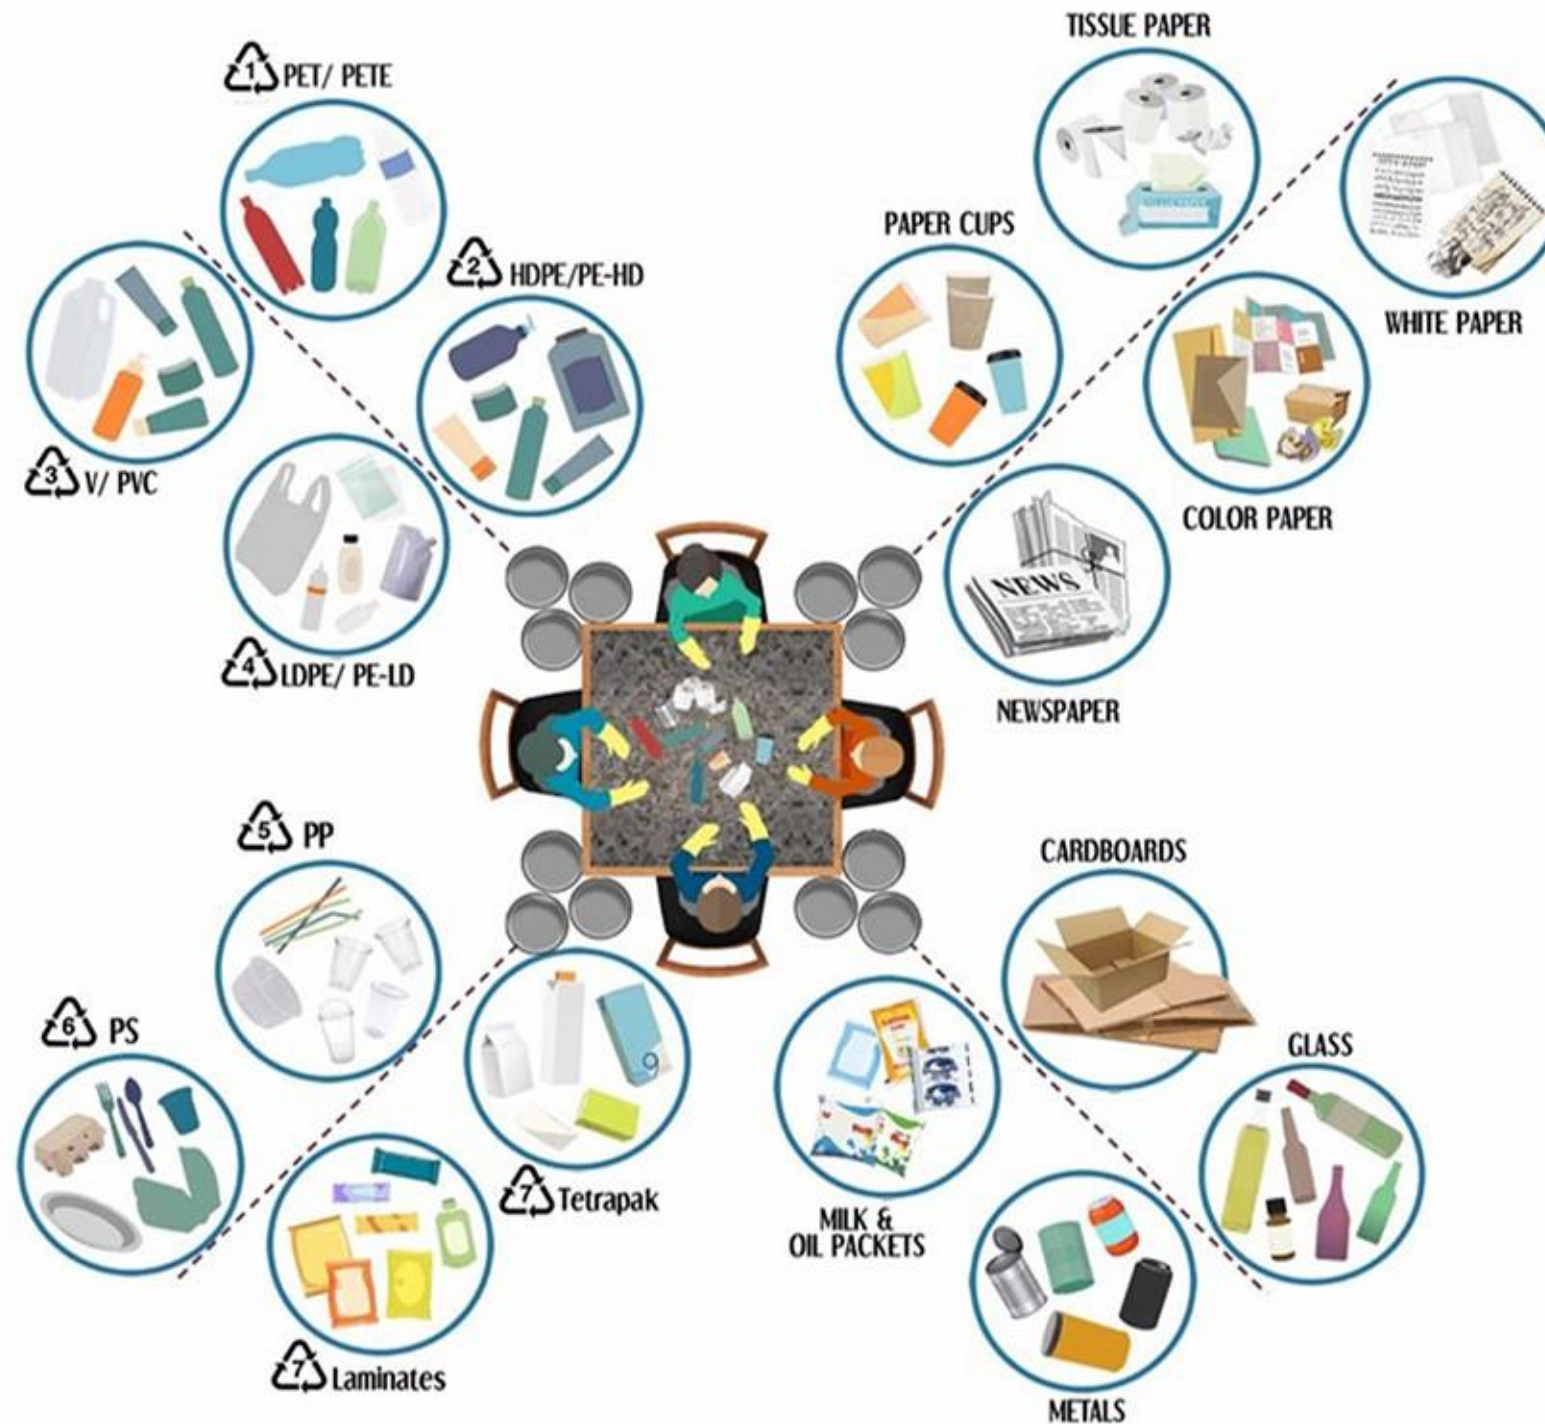 TISSUE PAPER
1 PET/ PETE
PAPER CUPS
2 HDPE/PE-HD
WHITE PAPER
3 V/ PVC
COLOR PAPER
NEWS
4 LDPE/ PE-LD
NEWSPAPER
5 PP
CARDBOARDS
6 PS
GLASS
7 Tetrapak
MILK &
OIL PACKETS
7 Laminates
METALS